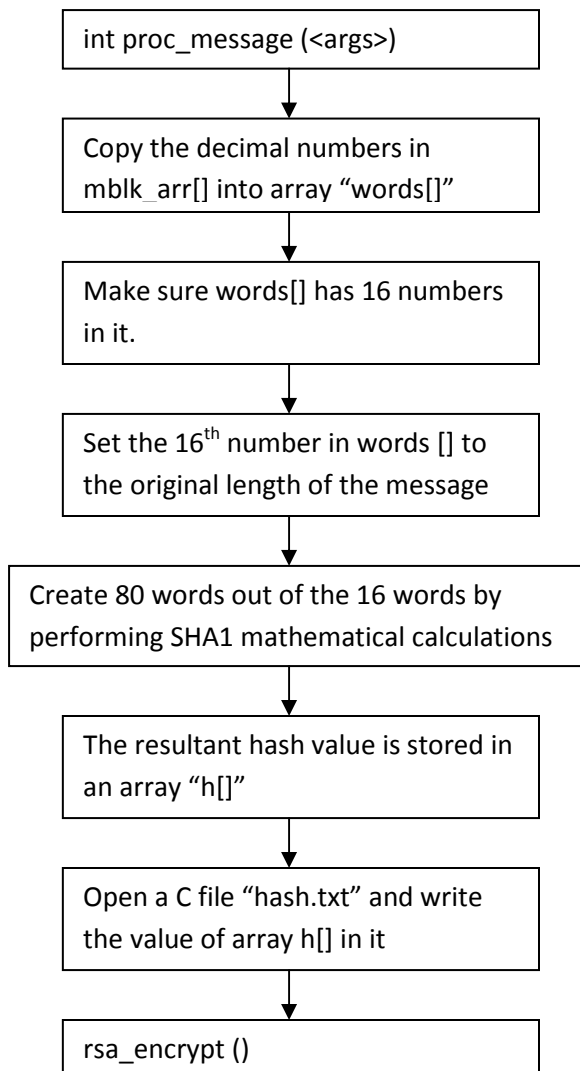 int proc_message (<args>)
Copy the decimal numbers in
mblk_arr[] into array “words[]”
Make sure words[] has 16 numbers
in it.
Set the 16th number in words [] to
the original length of the message
Create 80 words out of the 16 words by
performing SHA1 mathematical calculations
The resultant hash value is stored in
an array “h[]”
Open a C file “hash.txt” and write
the value of array h[] in it
rsa_encrypt ()